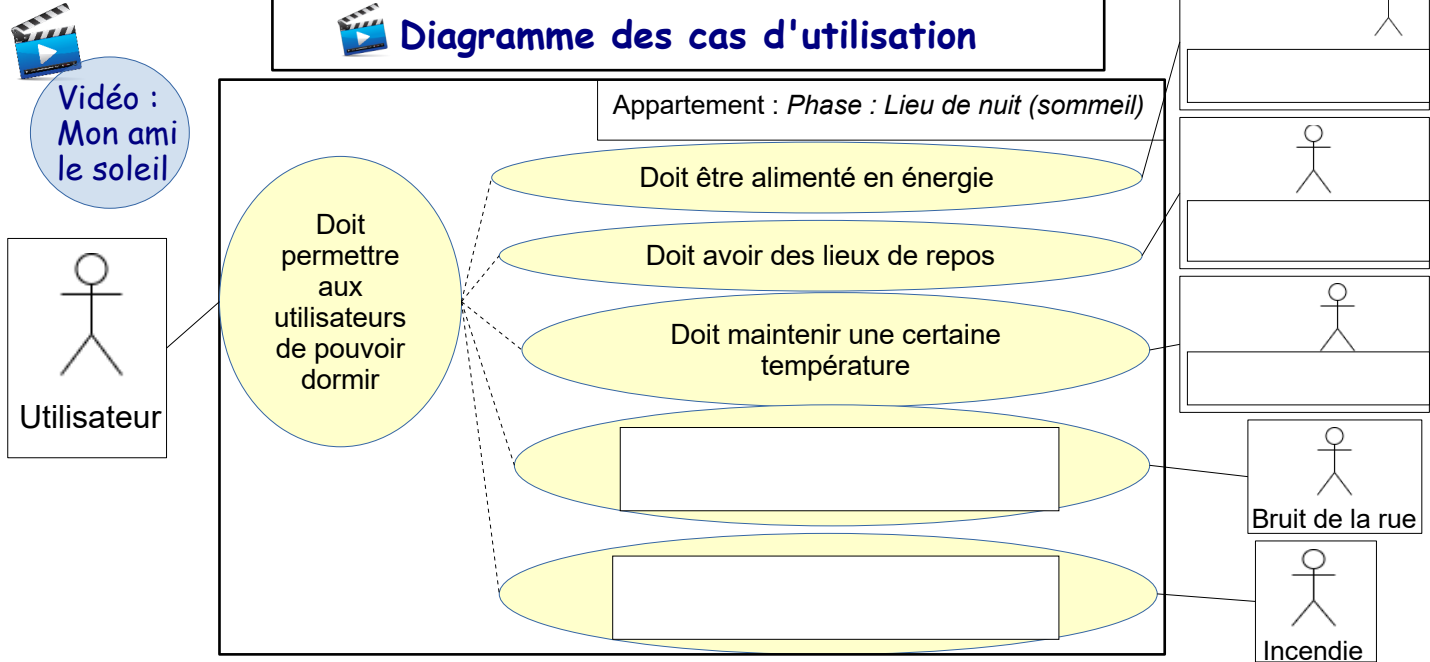 Diagramme des cas d'utilisation
Vidéo :
Mon ami
le soleil
Appartement : Phase : Lieu de nuit (sommeil)
Utilisateur
Doit
permettre
aux
utilisateurs
de pouvoir
dormir
Doit être alimenté en énergie
Doit avoir des lieux de repos
Doit maintenir une certaine
température
Bruit de la rue
Incendie